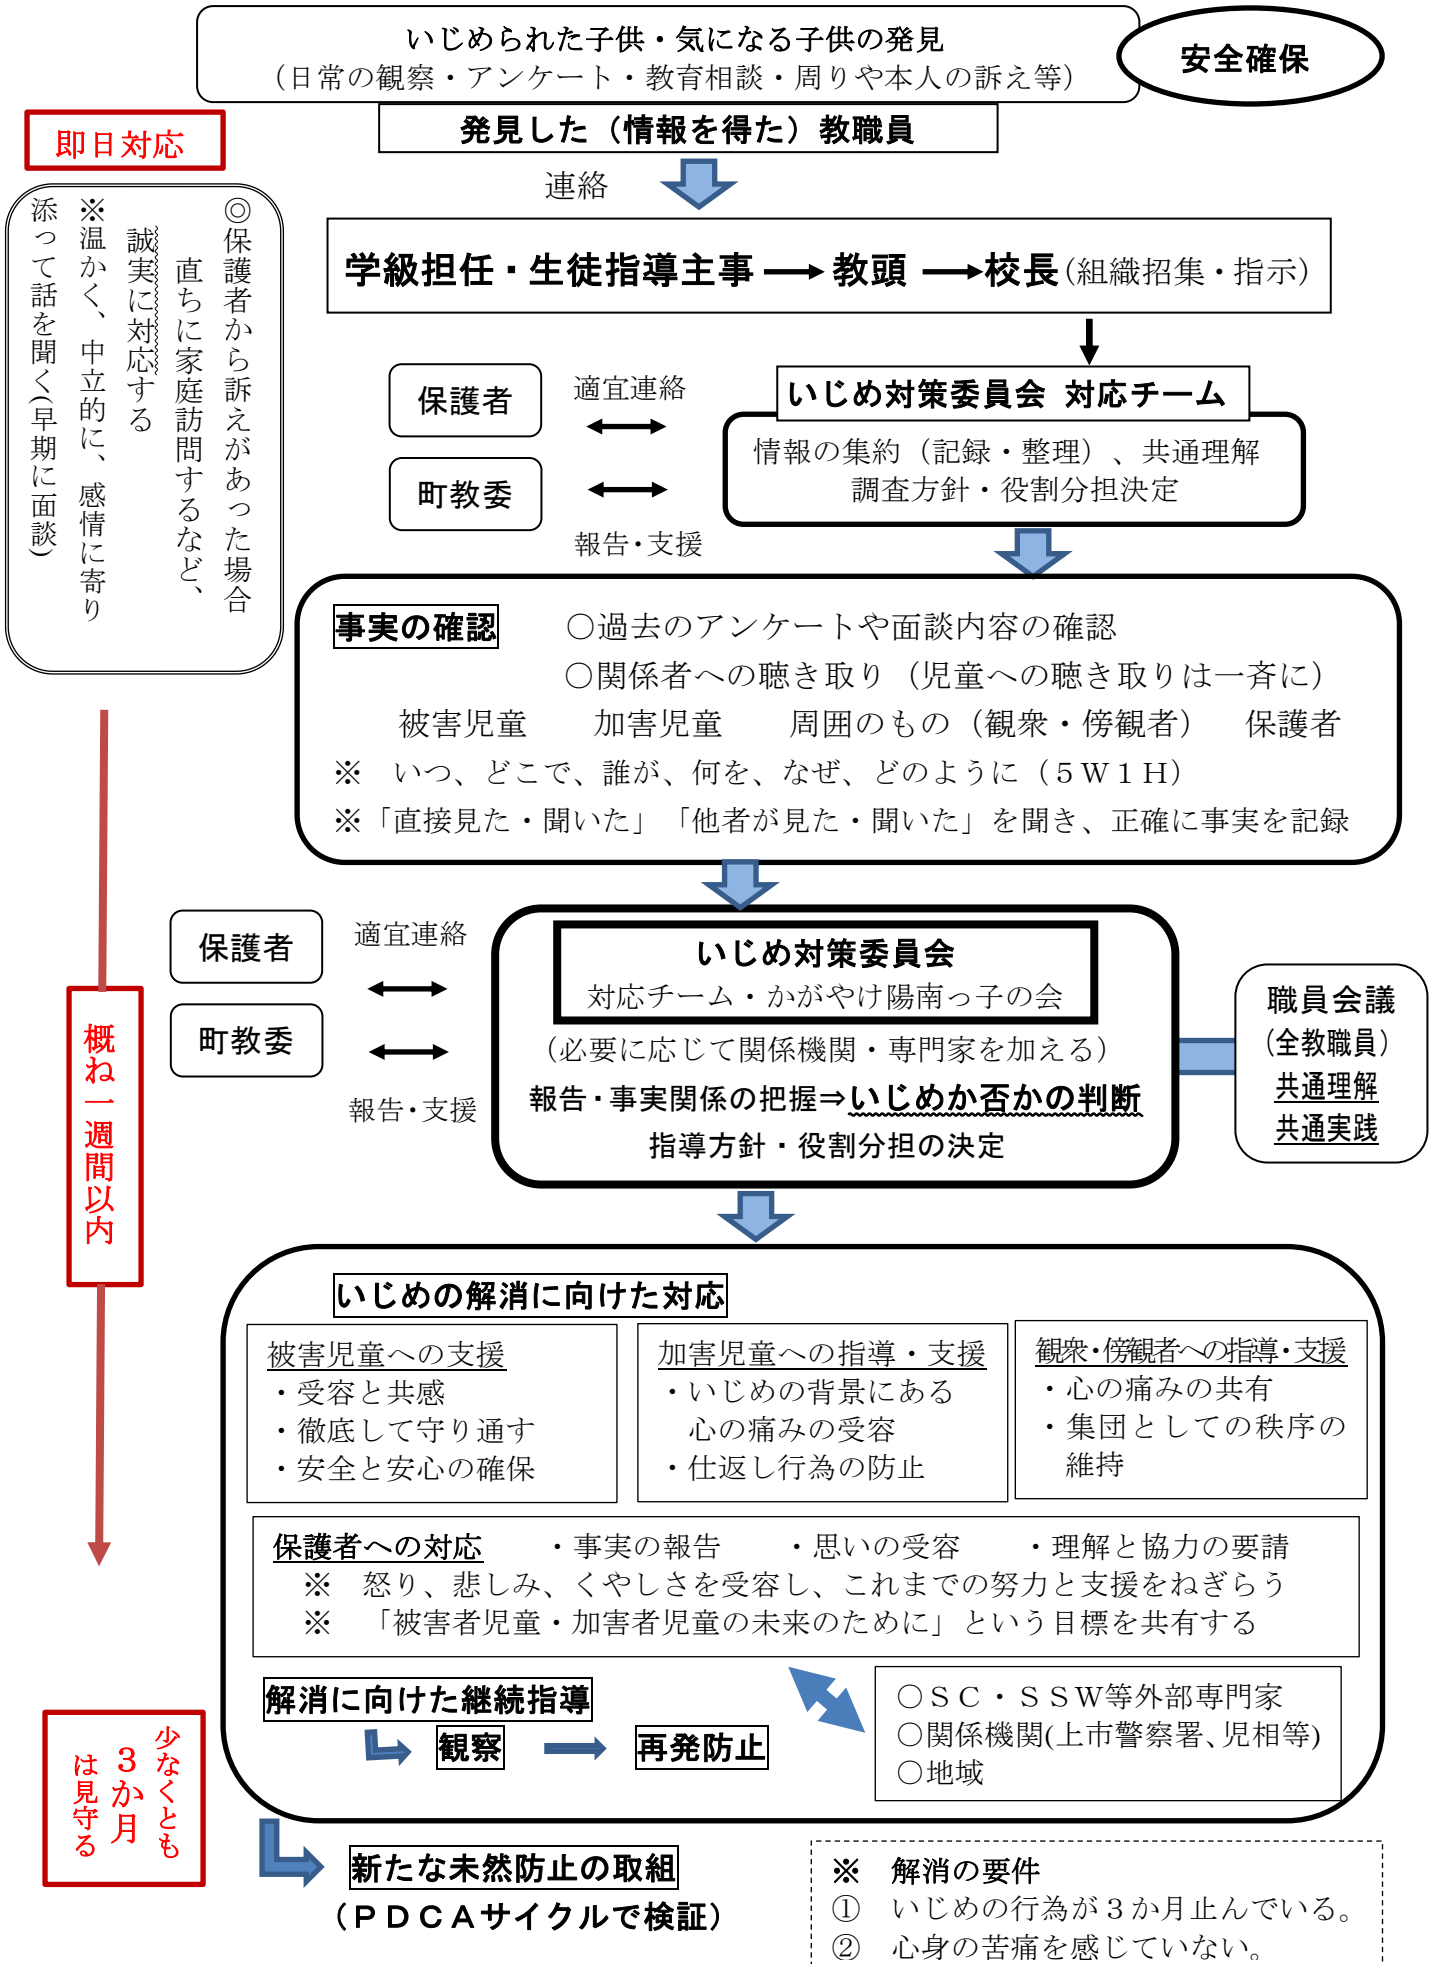 いじめられた子供・気になる子供の発見
（日常の観察・アンケート・教育相談・周りや本人の訴え等）
安全確保
発見した（情報を得た）教職員
即日対応
連絡
◎保護者から訴えがあった場合
直ちに家庭訪問するなど、
誠実に対応する
※温かく、中立的に、感情に寄り
添って話を聞く(早期に面談)
学級担任・生徒指導主事→教頭→校長(組織招集・指示)
保護者
適宜連絡
町教委
報告・支援
いじめ対策委員会 対応チーム
情報の集約（記録・整理）、共通理解
調査方針・役割分担決定
事実の確認 ○過去のアンケートや面談内容の確認
○関係者への聴き取り（児童への聴き取りは一斉に）
被害児童 加害児童 周囲のもの（観衆・傍観者） 保護者
※ いつ、どこで、誰が、何を、なぜ、どのように（５Ｗ１Ｈ）
※「直接見た・聞いた」「他者が見た・聞いた」を聞き、正確に事実を記録
保護者
適宜連絡
町教委
報告・支援
いじめ対策委員会
対応チーム・かがやけ陽南っ子の会
（必要に応じて関係機関・専門家を加える）
報告・事実関係の把握⇒いじめか否かの判断
指導方針・役割分担の決定
職員会議
（全教職員）
共通理解
共通実践
概ね一週間以内
いじめの解消に向けた対応
被害児童への支援
・受容と共感
・徹底して守り通す
・安全と安心の確保
加害児童への指導・支援
・いじめの背景にある
心の痛みの受容
・仕返し行為の防止
観衆・傍観者への指導・支援
・心の痛みの共有
・集団としての秩序の
維持
保護者への対応 ・事実の報告 ・思いの受容 ・理解と協力の要請
※ 怒り、悲しみ、くやしさを受容し、これまでの努力と支援をねぎらう
※ 「被害者児童・加害者児童の未来のために」という目標を共有する
解消に向けた継続指導
観察
再発防止
○ＳＣ・ＳＳＷ等外部専門家
○関係機関(上市警察署、児相等)
○地域
少なくとも
３か月
は見守る
新たな未然防止の取組
（ＰＤＣＡサイクルで検証）
※ 解消の要件
① いじめの行為が３か月止んでいる。
② 心身の苦痛を感じていない。